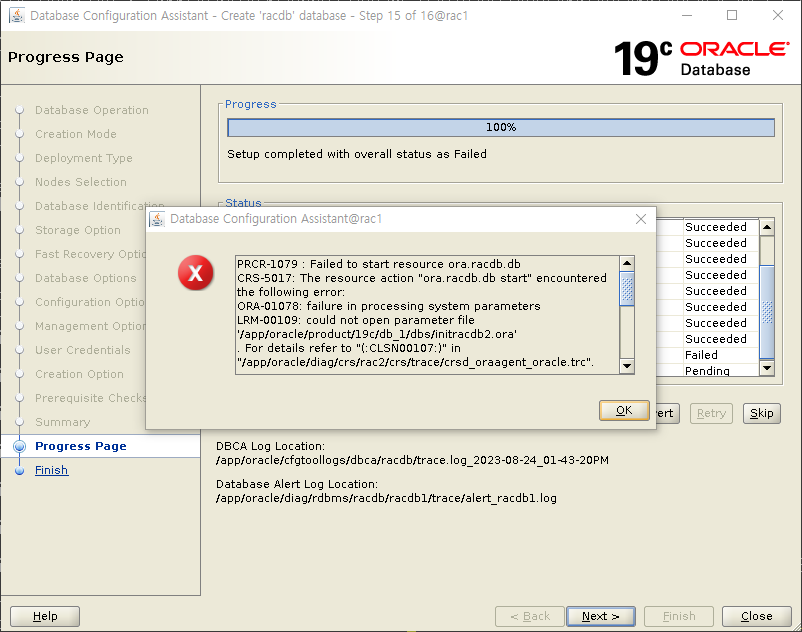 Database Configuration Assistant - Create 'racdb' database - Step 15 of 16@rac1
Progress Page
19c ORACLE
Database
Database Operation
Creation Mode
Deployment Type
Nodes Selection
Database Identification
Storage Option
Fast Recovery Optio
Database Options
Configuration Optio
Management Option
User Credentials
Creation Option
Prerequisite Checks
Summary
Progress Page
Finish
Progress
100%
Setup completed with overall status as Failed
Status
Succeeded
Succeeded
Succeeded
Succeeded
Succeeded
Succeeded
Succeeded
Succeeded
Failed
Pending
Database Configuration Assistant@rac1
X
PRCR-1079 : Failed to start resource ora.racdb.db
CRS-5017: The resource action "ora.racdb.db start" encountered
the following error:
ORA-01078: failure in processing system parameters
LRM-00109: could not open parameter file
'/app/oracle/product/19c/db_1/dbs/initracdb2.ora'
. For details refer to "(:CLSN00107:)" in
"/app/oracle/diag/crs/rac2/crs/trace/crsd_oraagent_oracle.trc".
OK
ert Retry Skip
DBCA Log Location:
/app/oracle/cfgtoollogs/dbca/racdb/trace.log_2023-08-24_01-43-20PM
Database Alert Log Location:
/app/oracle/diag/rdbms/racdb/racdb1/trace/alert_racdb1.log
Help < Back Next > Finish Close